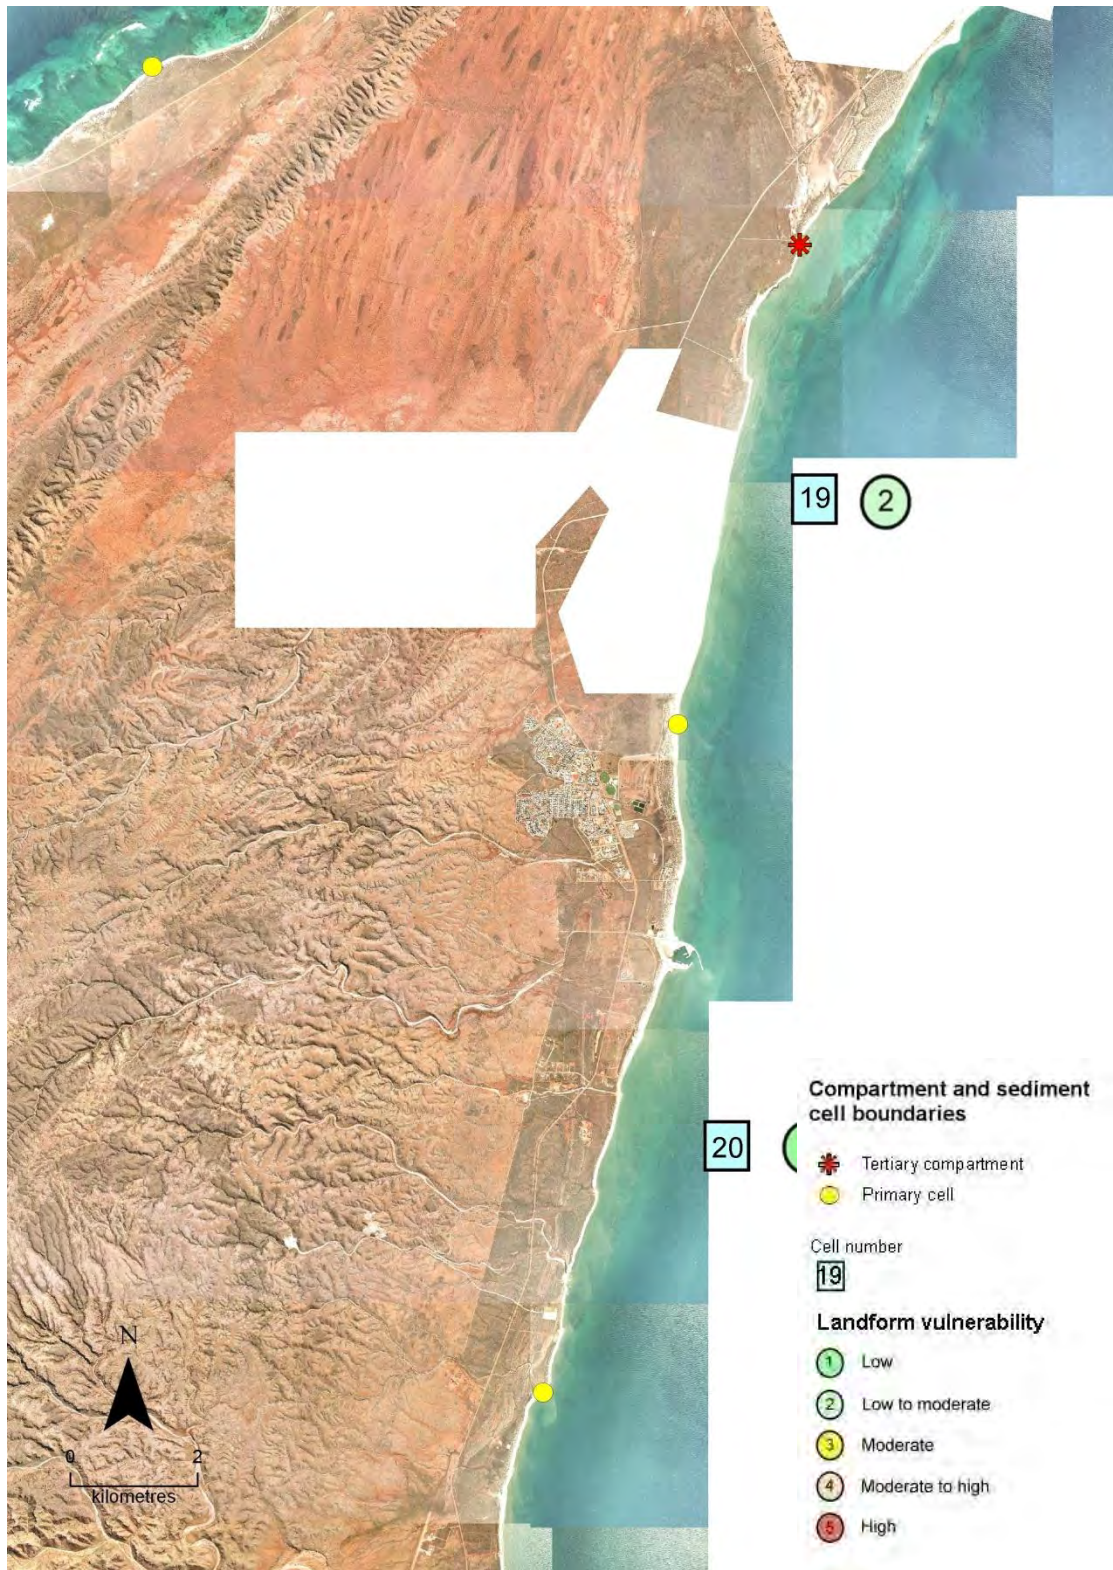 19
2
20
Compartment and sediment
cell boundaries
Tertiary compartment
Primary cell
Cell number
19
Landform vulnerability
1 Low
2 Low to moderate
3 Moderate
4 Moderate to high
5 High
N
0 2
kilometres